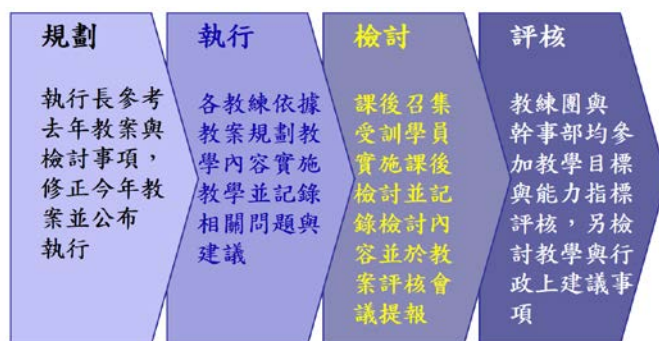 規劃
執行長參考
去年教案與
檢討事項，
修正今年教
案並公布
執行
執行
各教練依據
教案規劃教
學內容實施
教學並記錄
相關問題與
建議
檢討
課後召集
受訓學員
實施課後
檢討並記
錄檢討內
容並於教
案評核會
議提報
評核
教練團與
幹事部均參
加教學目標
與能力指標
評核，另檢
討教學與行
政上建議事
項